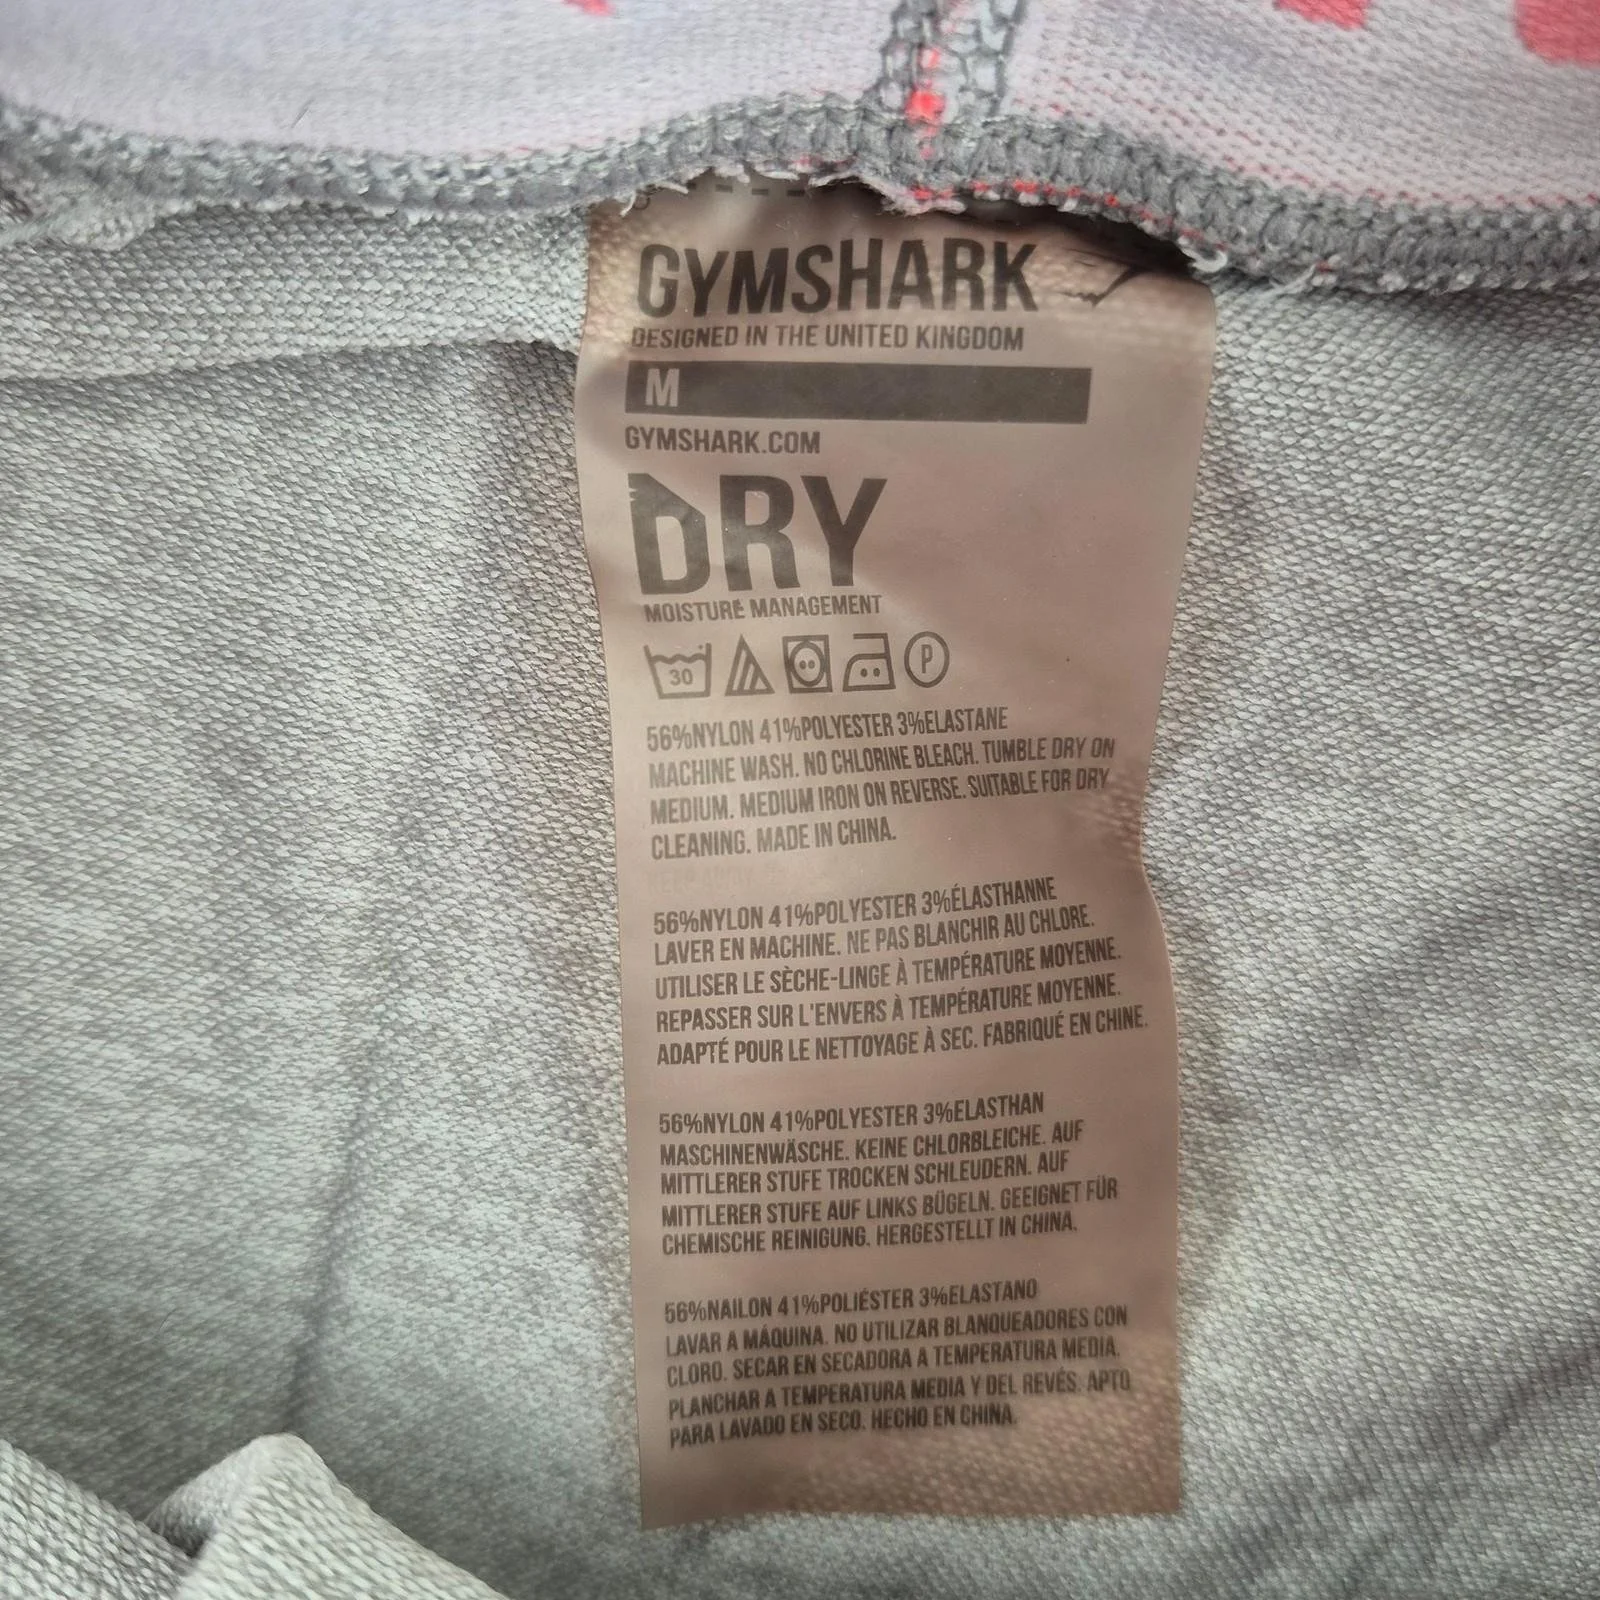 GYMSHARK
DESIGNED IN THE UNITED KINGDOM
M
GYMSHARK.COM
DRY
MOISTURE MANAGEMENT
30 P
56%NYLON 41%POLYESTER 3%ELASTANE
MACHINE WASH. NO CHLORINE BLEACH. TUMBLE DRY ON
MEDIUM. MEDIUM IRON ON REVERSE. SUITABLE FOR DRY
CLEANING. MADE IN CHINA.
56%NYLON 41%POLYESTER 3%ÉLASTHANNE
LAVER EN MACHINE. NE PAS BLANCHIR AU CHLORE.
UTILISER LE SÈCHE-LINGE À TEMPÉRATURE MOYENNE.
REPASSER SUR L'ENVERS À TEMPÉRATURE MOYENNE.
ADAPTÉ POUR LE NETTOYAGE À SEC. FABRIQUÉ EN CHINE.
56%NYLON 41%POLYESTER 3%ELASTHAN
MASCHINENWÄSCHE. KEINE CHLORBLEICHE. AUF
MITTLERER STUFE TROCKEN SCHLEUDERN. AUF
MITTLERER STUFE AUF LINKS BÜGELN. GEEIGNET FÜR
CHEMISCHE REINIGUNG. HERGESTELLT IN CHINA.
56%NAILON 41%POLIÉSTER 3%ELASTANO
LAVAR A MÁQUINA. NO UTILIZAR BLANQUEADORES CON
CLORO. SECAR EN SECADORA A TEMPERATURA MEDIA.
PLANCHAR A TEMPERATURA MEDIA Y DEL REVÉS. APTO
PARA LAVADO EN SECO. HECHO EN CHINA.